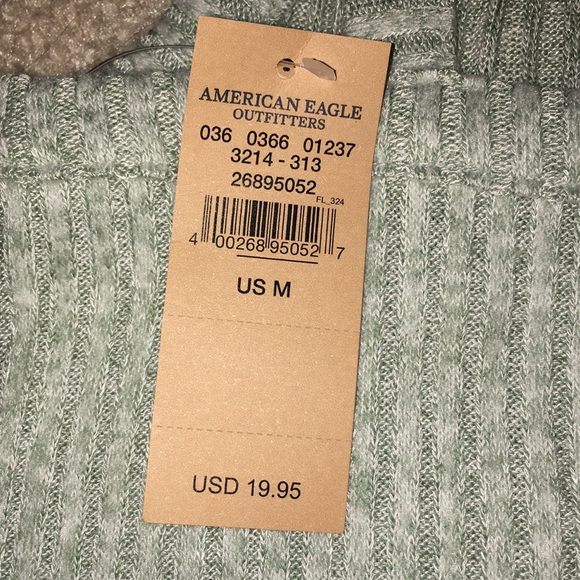 AMERICAN EAGLE
OUTFITTERS
036 0366 01237
3214 - 313
26895052
FL_324
4 00268 95052 7
US M
USD 19.95